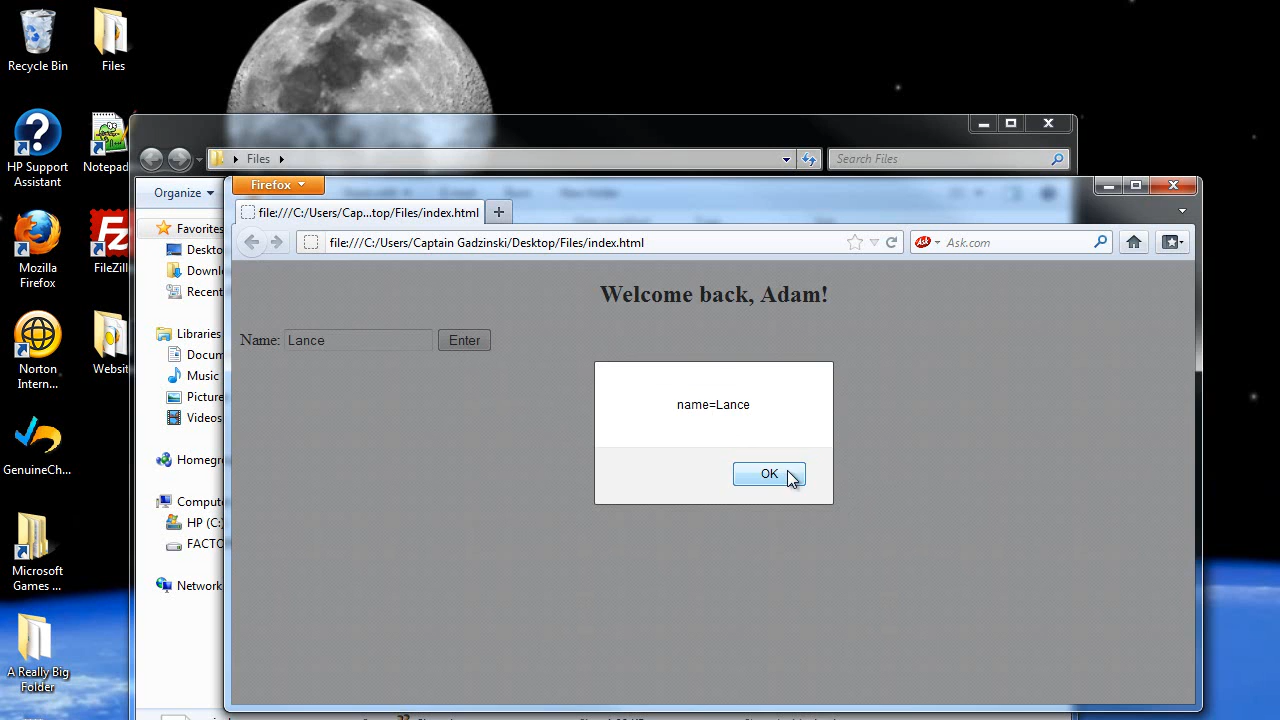 Recycle Bin
Files
HP Support
Assistant
Notepad
Mozilla
Firefox
FileZil
Norton
Intern...
Websit
GenuineCh...
Microsoft
Games ...
A Really Big
Folder
Files
Search Files
Organize
Favorites
Deskto
Downl
Recent
Libraries
Docum
Music
Picture
Videos
Homegr
Compute
HP (C:)
FACTO
Network
Firefox
file:///C:/Users/Cap...top/Files/index.html
file:///C:/Users/Captain Gadzinski/Desktop/Files/index.html
Ask
Ask.com
Welcome back, Adam!
Name: Lance
Enter
name=Lance
OK